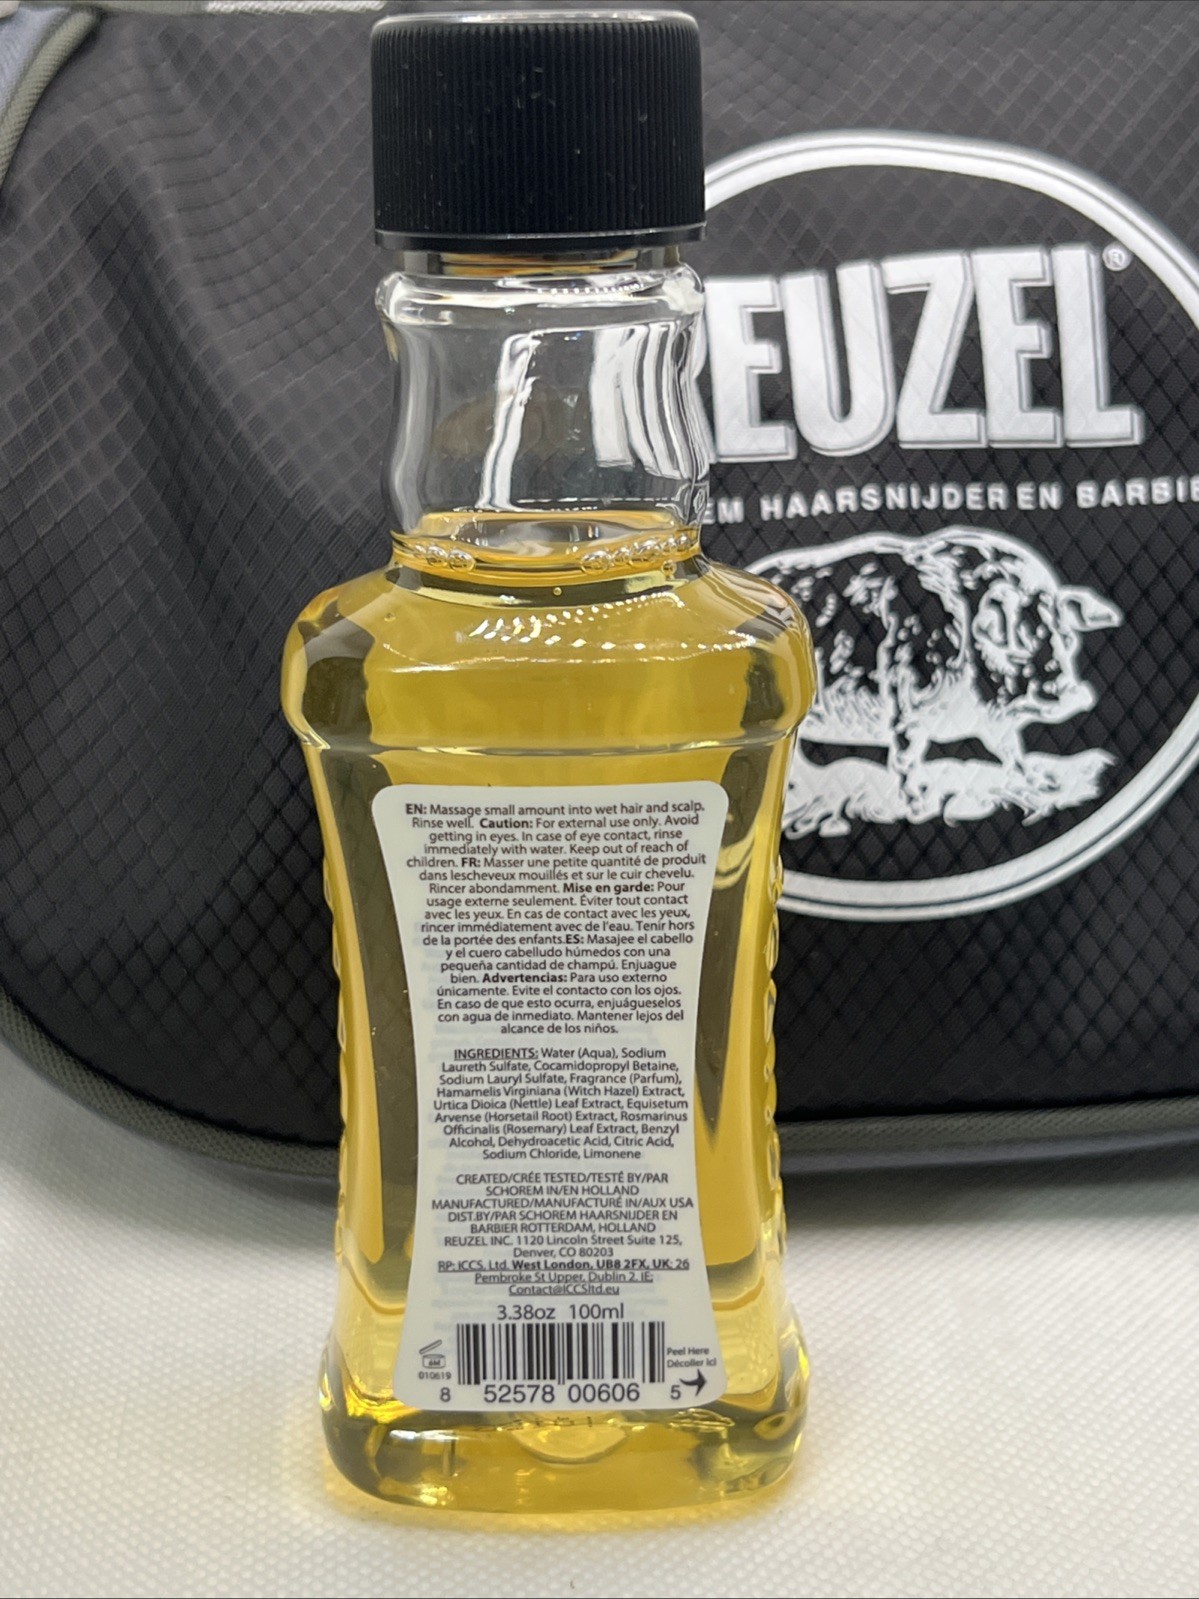 REUZEL®
EM HAARSNIJDER EN BARBIE
EN: Massage small amount into wet hair and scalp.
Rinse well. Caution: For external use only. Avoid
getting in eyes. In case of eye contact, rinse
immediately with water. Keep out of reach of
children. FR: Masser une petite quantité de produit
dans lescheveux mouillés et sur le cuir chevelu.
Rincer abondamment. Mise en garde: Pour
usage externe seulement. Éviter tout contact
avec les yeux. En cas de contact avec les yeux,
rincer immédiatement avec de l'eau. Tenir hors
de la portée des enfants.ES: Masajee el cabello
y el cuero cabelludo húmedos con una
pequeña cantidad de champú. Enjuague
bien. Advertencias: Para uso externo
únicamente. Evite el contacto con los ojos.
En caso de que esto ocurra, enjuágueselos
con agua de inmediato. Mantener lejos del
alcance de los niños.
INGREDIENTS: Water (Aqua), Sodium
Laureth Sulfate, Cocamidopropyl Betaine,
Sodium Lauryl Sulfate, Fragrance (Parfum),
Hamamelis Virginiana (Witch Hazel) Extract,
Urtica Dioica (Nettle) Leaf Extract, Equisetum
Arvense (Horsetail Root) Extract, Rosmarinus
Officinalis (Rosemary) Leaf Extract, Benzyl
Alcohol, Dehydroacetic Acid, Citric Acid,
Sodium Chloride, Limonene
CREATED/CRÉE TESTED/TESTÉ BY/PAR
SCHOREM IN/EN HOLLAND
MANUFACTURED/MANUFACTURÉ IN/AUX USA
DIST.BY/PAR SCHOREM HAARSNIJDER EN
BARBIER ROTTERDAM, HOLLAND
REUZEL INC. 1120 Lincoln Street Suite 125,
Denver, CO 80203
RP: ICCS, Ltd. West London, UB8 2FX, UK; 26
Pembroke St Upper, Dublin 2, IE;
Contact@ICCSltd.eu
3.38oz 100ml
6M
010619
Peel Here
Décoller Ici
8 52578 00606 5